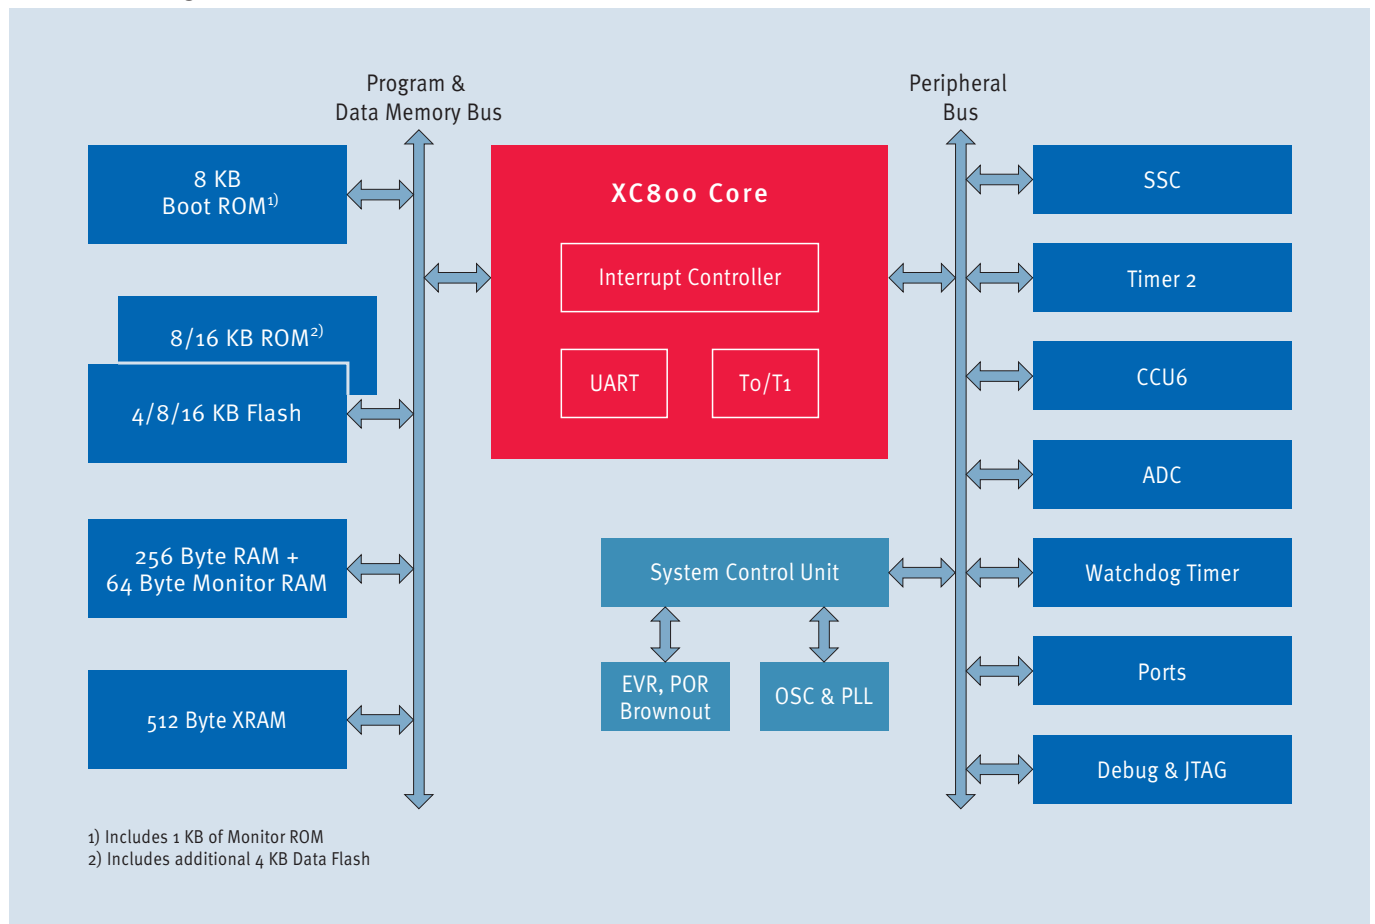 Program &
Data Memory Bus
Peripheral
Bus
8 KB
Boot ROM1)
8/16 KB ROM2)
4/8/16 KB Flash
256 Byte RAM +
64 Byte Monitor RAM
512 Byte XRAM
XC800 Core
Interrupt Controller
UART
T0/T1
System Control Unit
EVR, POR
Brownout
OSC & PLL
SSC
Timer 2
CCU6
ADC
Watchdog Timer
Ports
Debug & JTAG
1) Includes 1 KB of Monitor ROM
2) Includes additional 4 KB Data Flash